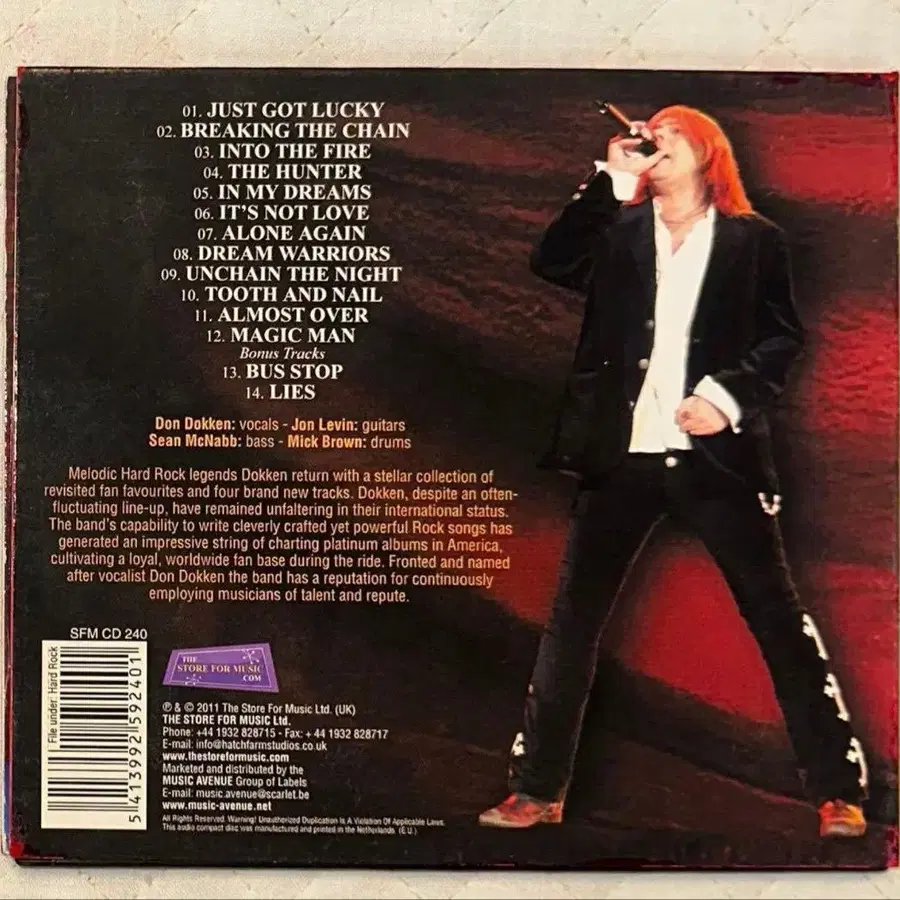 01. JUST GOT LUCKY
02. BREAKING THE CHAIN
03. INTO THE FIRE
04. THE HUNTER
05. IN MY DREAMS
06. IT'S NOT LOVE
07. ALONE AGAIN
08. DREAM WARRIORS
09. UNCHAIN THE NIGHT
10. TOOTH AND NAIL
11. ALMOST OVER
12. MAGIC MAN
Bonus Tracks
13. BUS STOP
14. LIES
Don Dokken: vocals - Jon Levin: guitars
Sean McNabb: bass - Mick Brown: drums
Melodic Hard Rock legends Dokken return with a stellar collection of
revisited fan favourites and four brand new tracks. Dokken, despite an often-
fluctuating line-up, have remained unfaltering in their international status.
The band's capability to write cleverly crafted yet powerful Rock songs has
generated an impressive string of charting platinum albums in America,
cultivating a loyal, worldwide fan base during the ride. Fronted and named
after vocalist Don Dokken the band has a reputation for continuously
employing musicians of talent and repute.
SFM CD 240
File under: Hard Rock
5 413992 592401
THE
STORE FOR MUSIC
.COM
℗ & © 2011 The Store For Music Ltd. (UK)
THE STORE FOR MUSIC Ltd.
Phone: +44 1932 828715 - Fax: + 44 1932 828717
E-mail: info@hatchfarmstudios.co.uk
www.thestoreformusic.com
Marketed and distributed by the
MUSIC AVENUE Group of Labels
E-mail: music.avenue@scarlet.be
www.music-avenue.net
All Rights Reserved. Warning! Unauthorized Duplication Is A Violation Of Applicable Laws.
This audio compact disc was manufactured and printed in the Netherlands (E.U.)